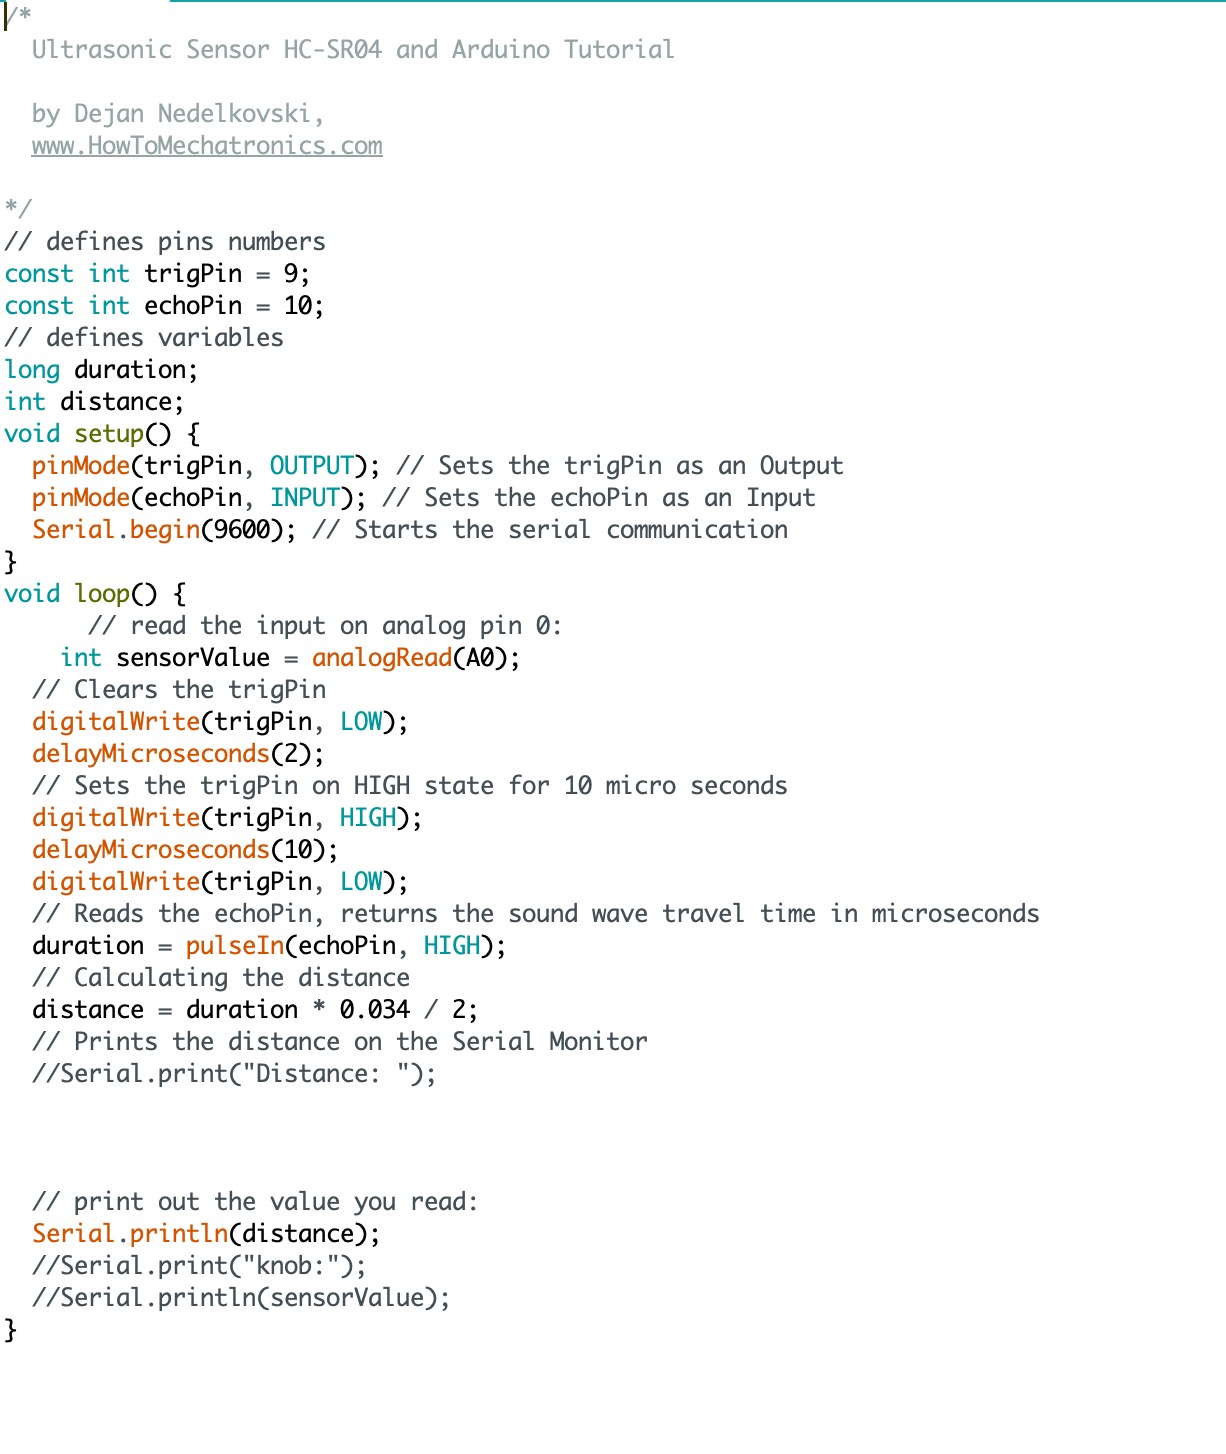 /*
  Ultrasonic Sensor HC-SR04 and Arduino Tutorial
  by Dejan Nedelkovski,
  www.HowToMechatronics.com
*/
// defines pins numbers
const int trigPin = 9;
const int echoPin = 10;
// defines variables
long duration;
int distance;
void setup() {
  pinMode(trigPin, OUTPUT); // Sets the trigPin as an Output
  pinMode(echoPin, INPUT); // Sets the echoPin as an Input
  Serial.begin(9600); // Starts the serial communication
}
void loop() {
      // read the input on analog pin 0:
    int sensorValue = analogRead(A0);
  // Clears the trigPin
  digitalWrite(trigPin, LOW);
  delayMicroseconds(2);
  // Sets the trigPin on HIGH state for 10 micro seconds
  digitalWrite(trigPin, HIGH);
  delayMicroseconds(10);
  digitalWrite(trigPin, LOW);
  // Reads the echoPin, returns the sound wave travel time in microseconds
  duration = pulseIn(echoPin, HIGH);
  // Calculating the distance
  distance = duration * 0.034 / 2;
  // Prints the distance on the Serial Monitor
  //Serial.print("Distance: ");
  // print out the value you read:
  Serial.println(distance);
  //Serial.print("knob:");
  //Serial.println(sensorValue);
}